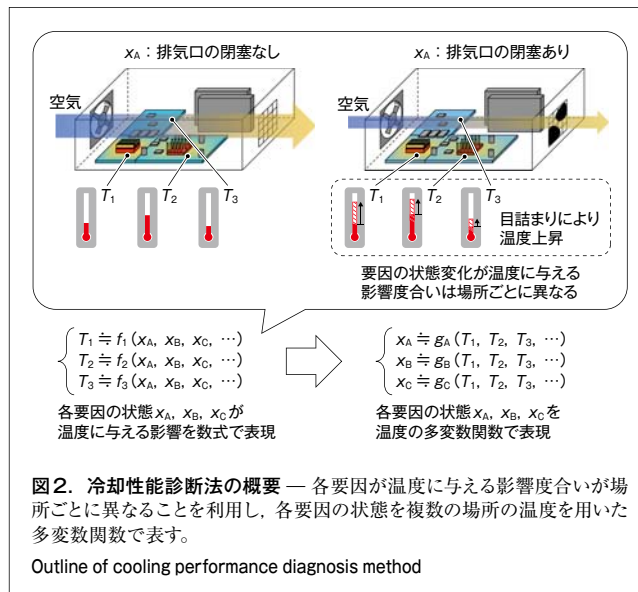 xA：排気口の閉塞なし
xA：排気口の閉塞あり
空気
空気
T1
T2
T3
T1
T2
T3
目詰まりにより
温度上昇
要因の状態変化が温度に与える
影響度合いは場所ごとに異なる
T1 ≒ f1 (xA, xB, xC, …)
T2 ≒ f2 (xA, xB, xC, …)
T3 ≒ f3 (xA, xB, xC, …)
各要因の状態 xA, xB, xCが
温度に与える影響を数式で表現
xA ≒ gA (T1, T2, T3, …)
xB ≒ gB (T1, T2, T3, …)
xC ≒ gC (T1, T2, T3, …)
各要因の状態 xA, xB, xCを
温度の多変数関数で表現
図2．冷却性能診断法の概要 ― 各要因が温度に与える影響度合いが場
所ごとに異なることを利用し，各要因の状態を複数の場所の温度を用いた
多変数関数で表す。
Outline of cooling performance diagnosis method